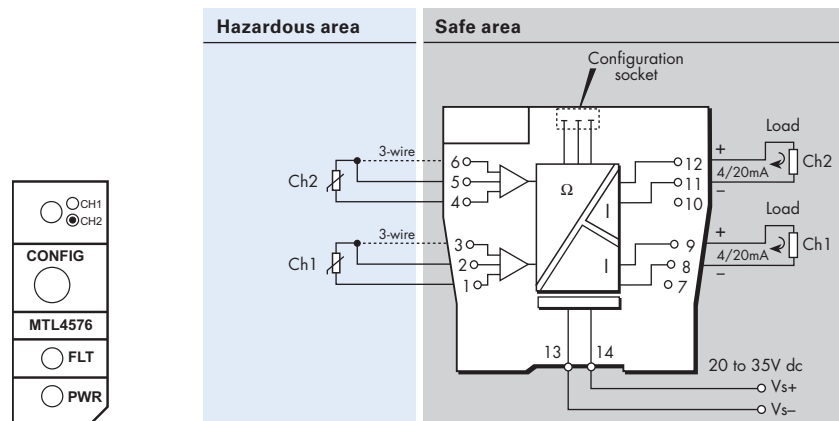 Hazardous area
Safe area
Configuration
socket
Load
3-wire
6
12
+
Ch2
5
11
4/20mA
Ch2
4
10
–
Ω
I
Load
3-wire
3
9
+
Ch1
2
8
4/20mA
Ch1
1
7
–
I
13
14
20 to 35V dc
Vs+
Vs–
CH1
CH2
CONFIG
MTL4576
FLT
PWR